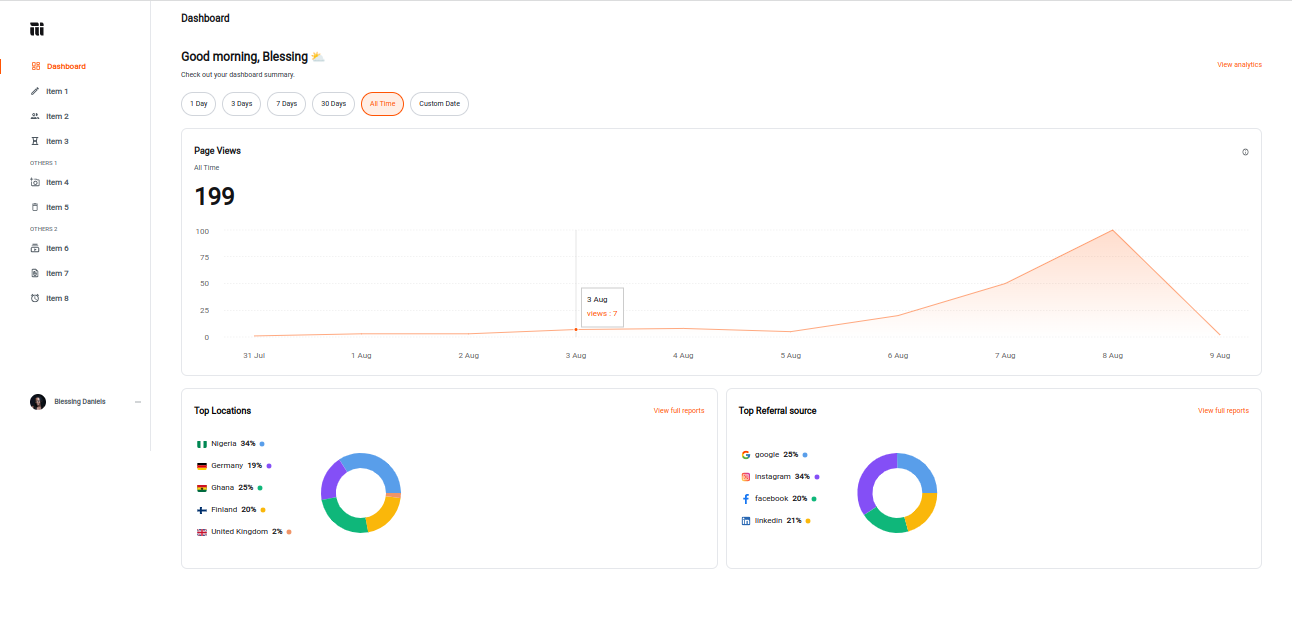 Dashboard
Item 1
Item 2
Item 3
OTHERS 1
Item 4
Item 5
OTHERS 2
Item 6
Item 7
Item 8
Blessing Daniels
Dashboard
Good morning, Blessing ⛅
Check out your dashboard summary.
View analytics
1 Day
3 Days
7 Days
30 Days
All Time
Custom Date
Page Views
All Time
199
100
75
50
25
0
3 Aug
views : 7
31 Jul
1 Aug
2 Aug
3 Aug
4 Aug
5 Aug
6 Aug
7 Aug
8 Aug
9 Aug
Top Locations
View full reports
Nigeria 34%
Germany 19%
Ghana 25%
Finland 20%
United Kingdom 2%
Top Referral source
View full reports
google 25%
instagram 34%
facebook 20%
linkedin 21%